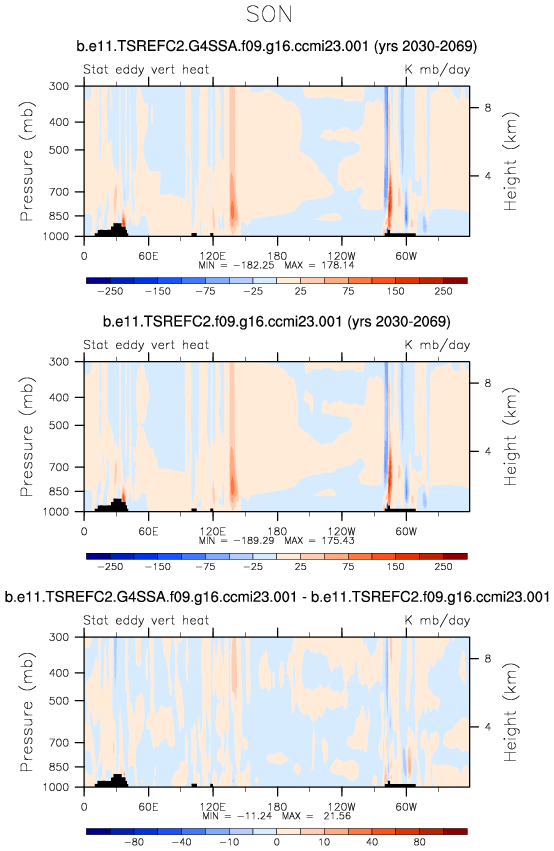 SON
b.e11.TSREFC2.G4SSA.f09.g16.ccmi23.001 (yrs 2030-2069)
Stat eddy vert heat K mb/day
300
400
500
700
850
1000
Pressure (mb)
8
4
Height (km)
0 60E 120E 180 120W 60W
MIN = -182.25 MAX = 178.14
-250 -150 -75 -25 25 75 150 250
b.e11.TSREFC2.f09.g16.ccmi23.001 (yrs 2030-2069)
Stat eddy vert heat K mb/day
300
400
500
700
850
1000
Pressure (mb)
8
4
Height (km)
0 60E 120E 180 120W 60W
MIN = -189.29 MAX = 175.43
-250 -150 -75 -25 25 75 150 250
b.e11.TSREFC2.G4SSA.f09.g16.ccmi23.001 - b.e11.TSREFC2.f09.g16.ccmi23.001
Stat eddy vert heat K mb/day
300
400
500
700
850
1000
Pressure (mb)
8
4
Height (km)
0 60E 120E 180 120W 60W
MIN = -11.24 MAX = 21.56
-80 -40 -10 0 10 40 80